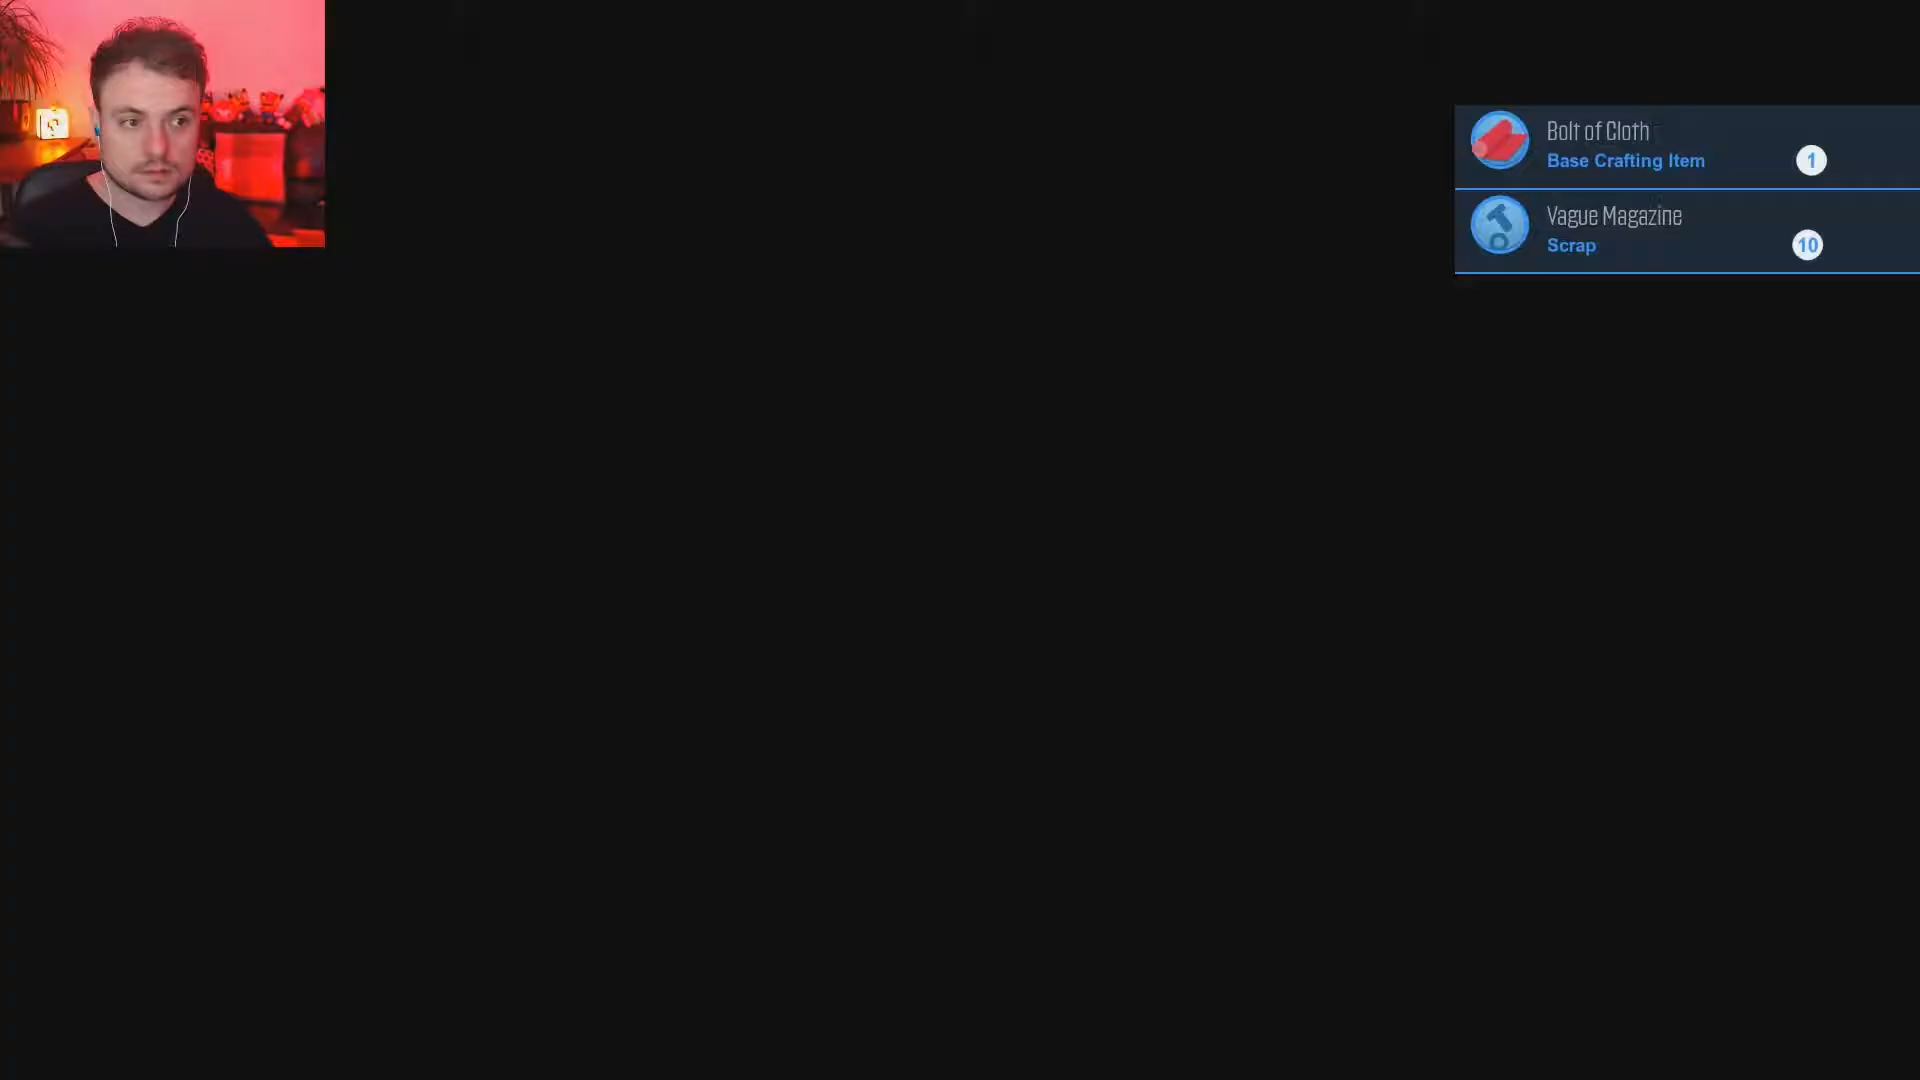 Bolt of Cloth
Base Crafting Item
1
Vague Magazine
Scrap
10